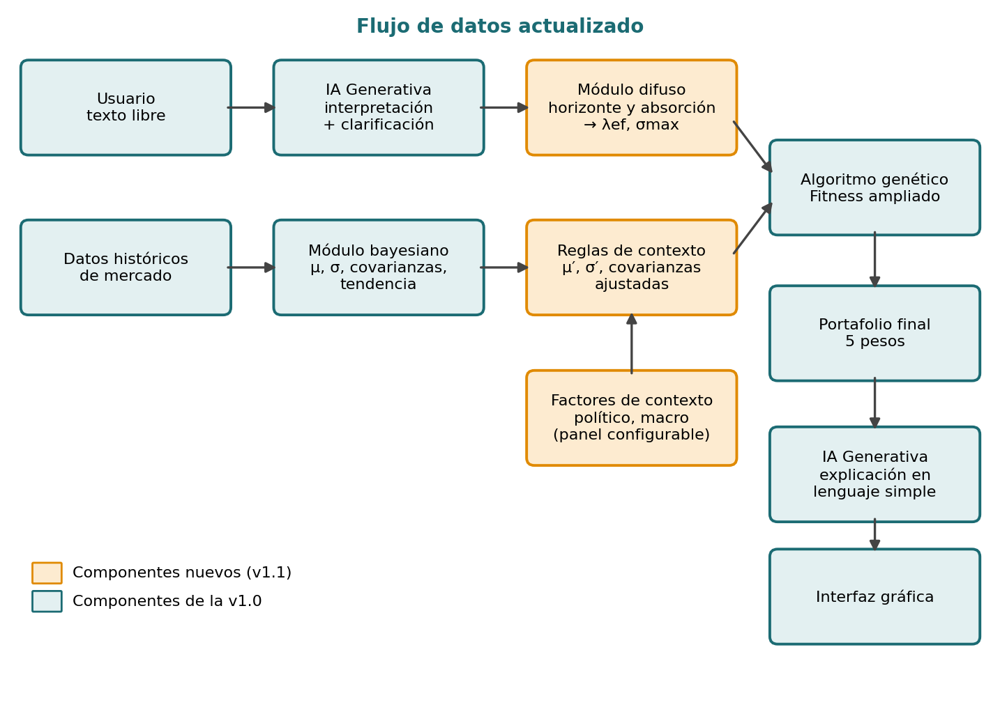 Flujo de datos actualizado
Usuario
texto libre
IA Generativa
interpretación
+ clarificación
Módulo difuso
horizonte y absorción
→ λef, σmax
Algoritmo genético
Fitness ampliado
Datos históricos
de mercado
Módulo bayesiano
μ, σ, covarianzas,
tendencia
Reglas de contexto
μ′, σ′, covarianzas
ajustadas
Portafolio final
5 pesos
Factores de contexto
político, macro
(panel configurable)
IA Generativa
explicación en
lenguaje simple
Interfaz gráfica
Componentes nuevos (v1.1)
Componentes de la v1.0